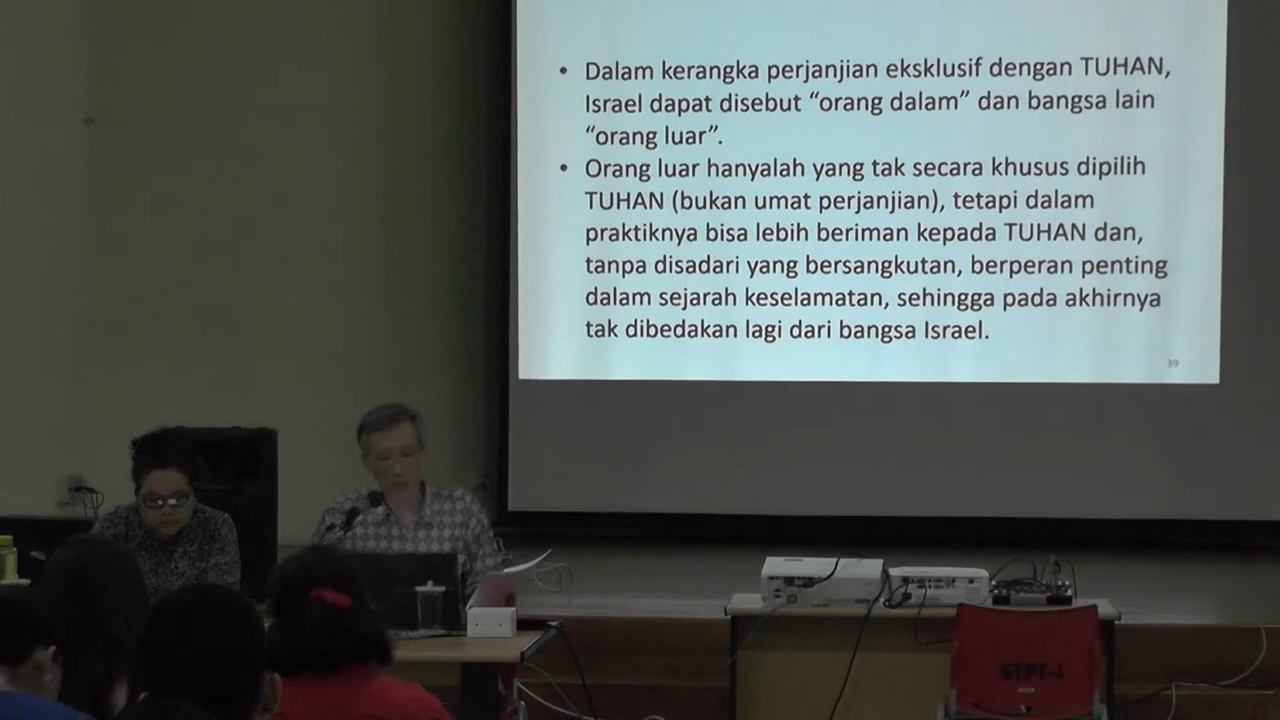 • Dalam kerangka perjanjian eksklusif dengan TUHAN,
Israel dapat disebut “orang dalam” dan bangsa lain
“orang luar”.
• Orang luar hanyalah yang tak secara khusus dipilih
TUHAN (bukan umat perjanjian), tetapi dalam
praktiknya bisa lebih beriman kepada TUHAN dan,
tanpa disadari yang bersangkutan, berperan penting
dalam sejarah keselamatan, sehingga pada akhirnya
tak dibedakan lagi dari bangsa Israel.
39
STFT-J